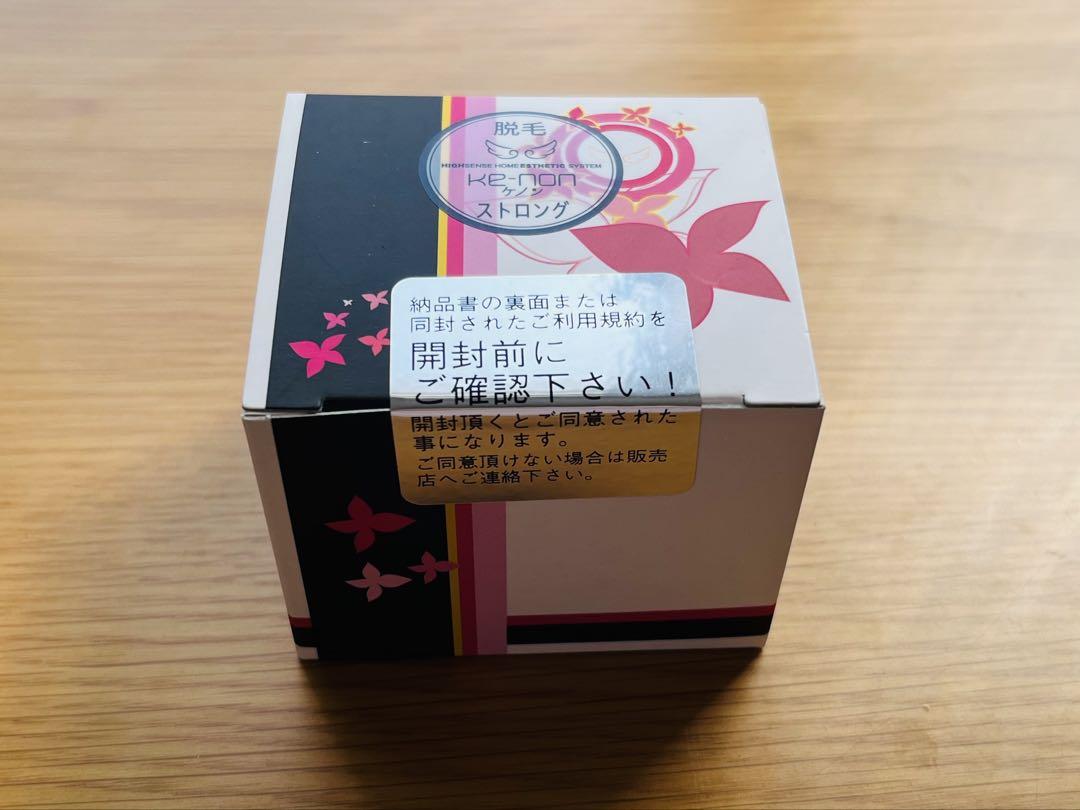 脱毛
HIGHSENSE HOME ESTHETIC SYSTEM
Ke-non
ケノン
ストロング
納品書の裏面または
同封されたご利用規約を
開封前に
ご確認下さい！
開封頂くとご同意された
事になります。
ご同意頂けない場合は販売
店へご連絡下さい。